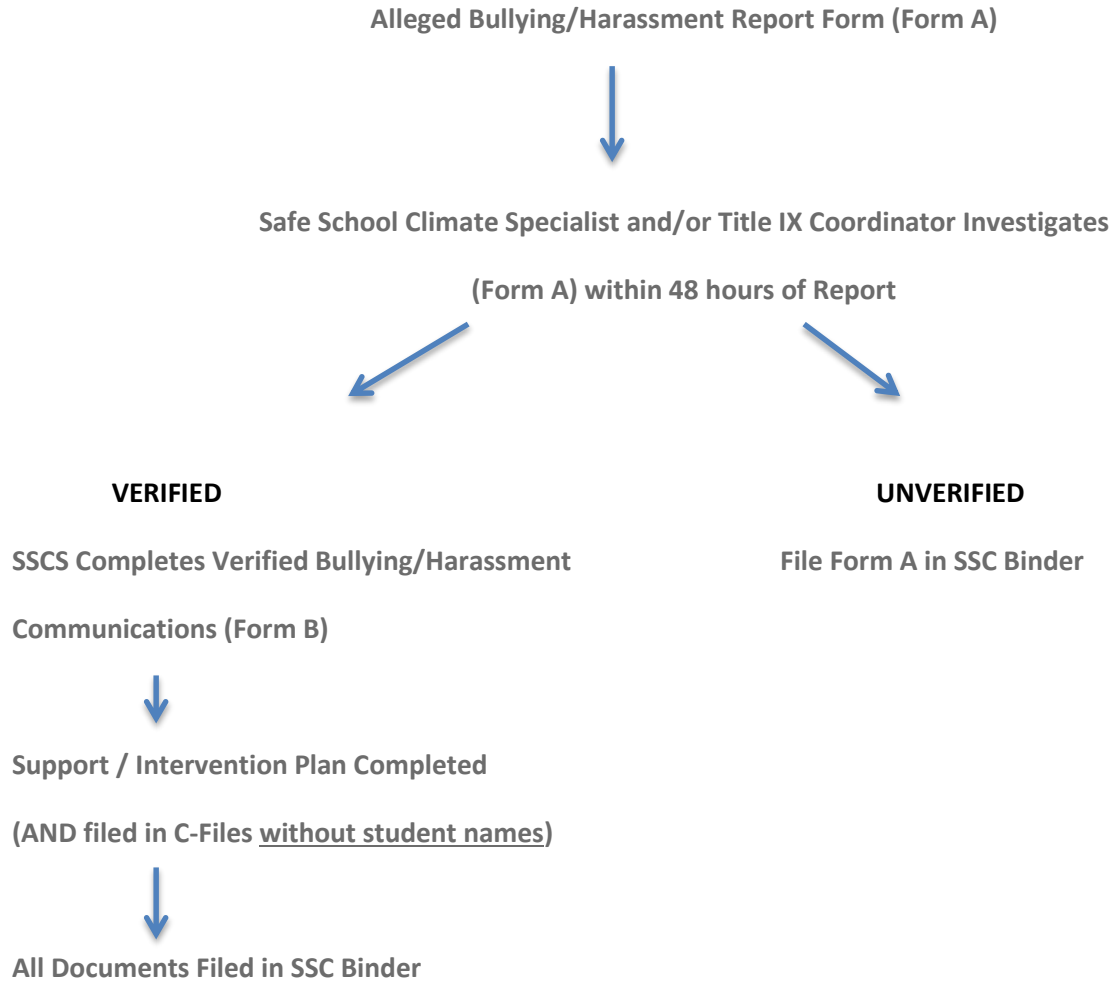 Alleged Bullying/Harassment Report Form (Form A)
Safe School Climate Specialist and/or Title IX Coordinator Investigates
(Form A) within 48 hours of Report
VERIFIED
SSCS Completes Verified Bullying/Harassment
Communications (Form B)
Support / Intervention Plan Completed
(AND filed in C-Files without student names)
All Documents Filed in SSC Binder
UNVERIFIED
File Form A in SSC Binder